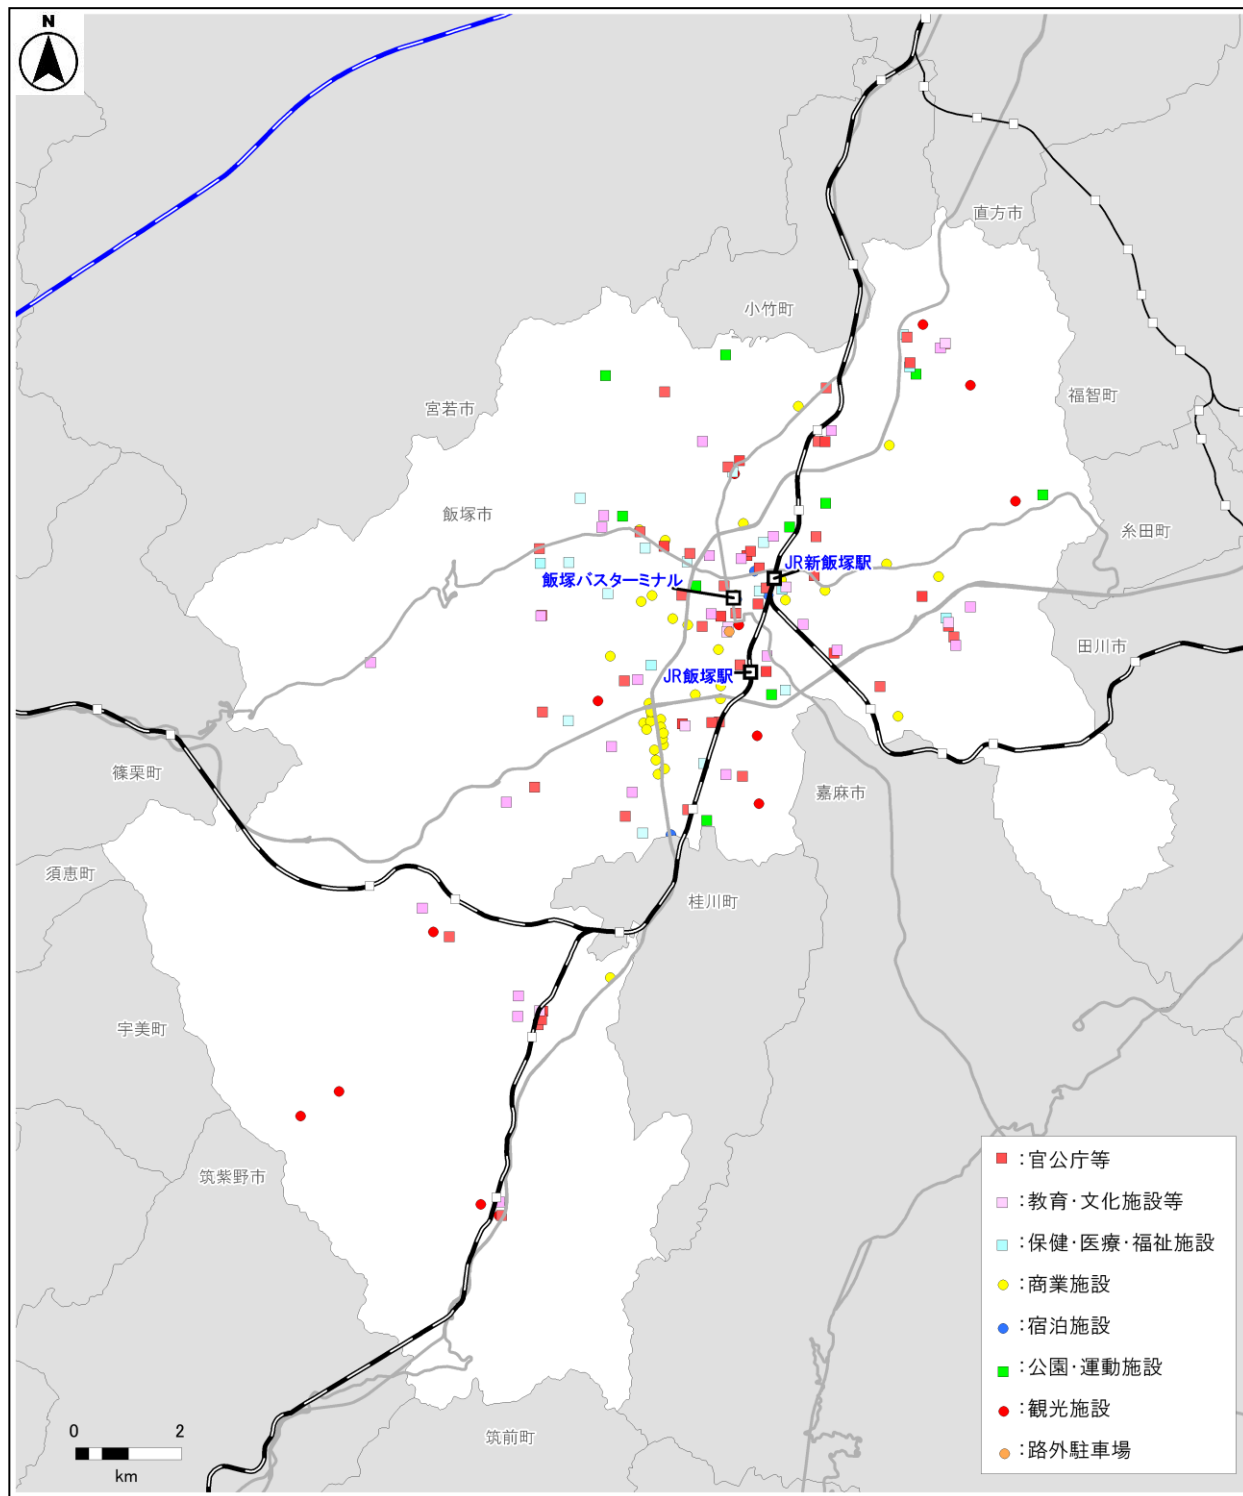 N
直方市
小竹町
福智町
宮若市
飯塚市
糸田町
JR新飯塚駅
飯塚バスターミナル
田川市
JR飯塚駅
篠栗町
嘉麻市
須恵町
桂川町
宇美町
筑紫野市
筑前町
0 2
km
:官公庁等
:教育・文化施設等
:保健・医療・福祉施設
:商業施設
:宿泊施設
:公園・運動施設
:観光施設
:路外駐車場